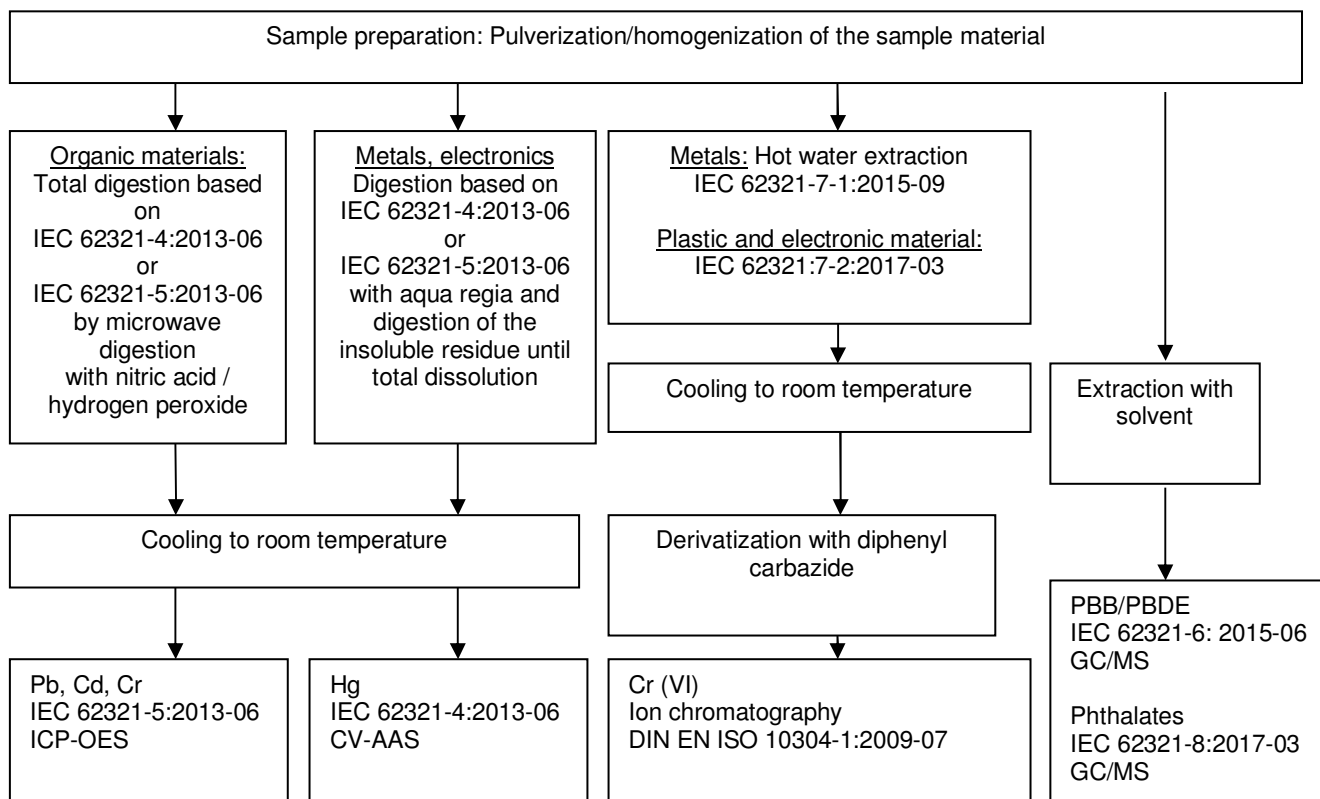 Sample preparation: Pulverization/homogenization of the sample material
Organic materials:
Total digestion based
on
IEC 62321-4:2013-06
or
IEC 62321-5:2013-06
by microwave
digestion
with nitric acid /
hydrogen peroxide
Metals, electronics
Digestion based on
IEC 62321-4:2013-06
or
IEC 62321-5:2013-06
with aqua regia and
digestion of the
insoluble residue until
total dissolution
Metals: Hot water extraction
IEC 62321-7-1:2015-09
Plastic and electronic material:
IEC 62321:7-2:2017-03
Cooling to room temperature
Extraction with
solvent
Cooling to room temperature
Derivatization with diphenyl
carbazide
Pb, Cd, Cr
IEC 62321-5:2013-06
ICP-OES
Hg
IEC 62321-4:2013-06
CV-AAS
Cr (VI)
Ion chromatography
DIN EN ISO 10304-1:2009-07
PBB/PBDE
IEC 62321-6: 2015-06
GC/MS
Phthalates
IEC 62321-8:2017-03
GC/MS